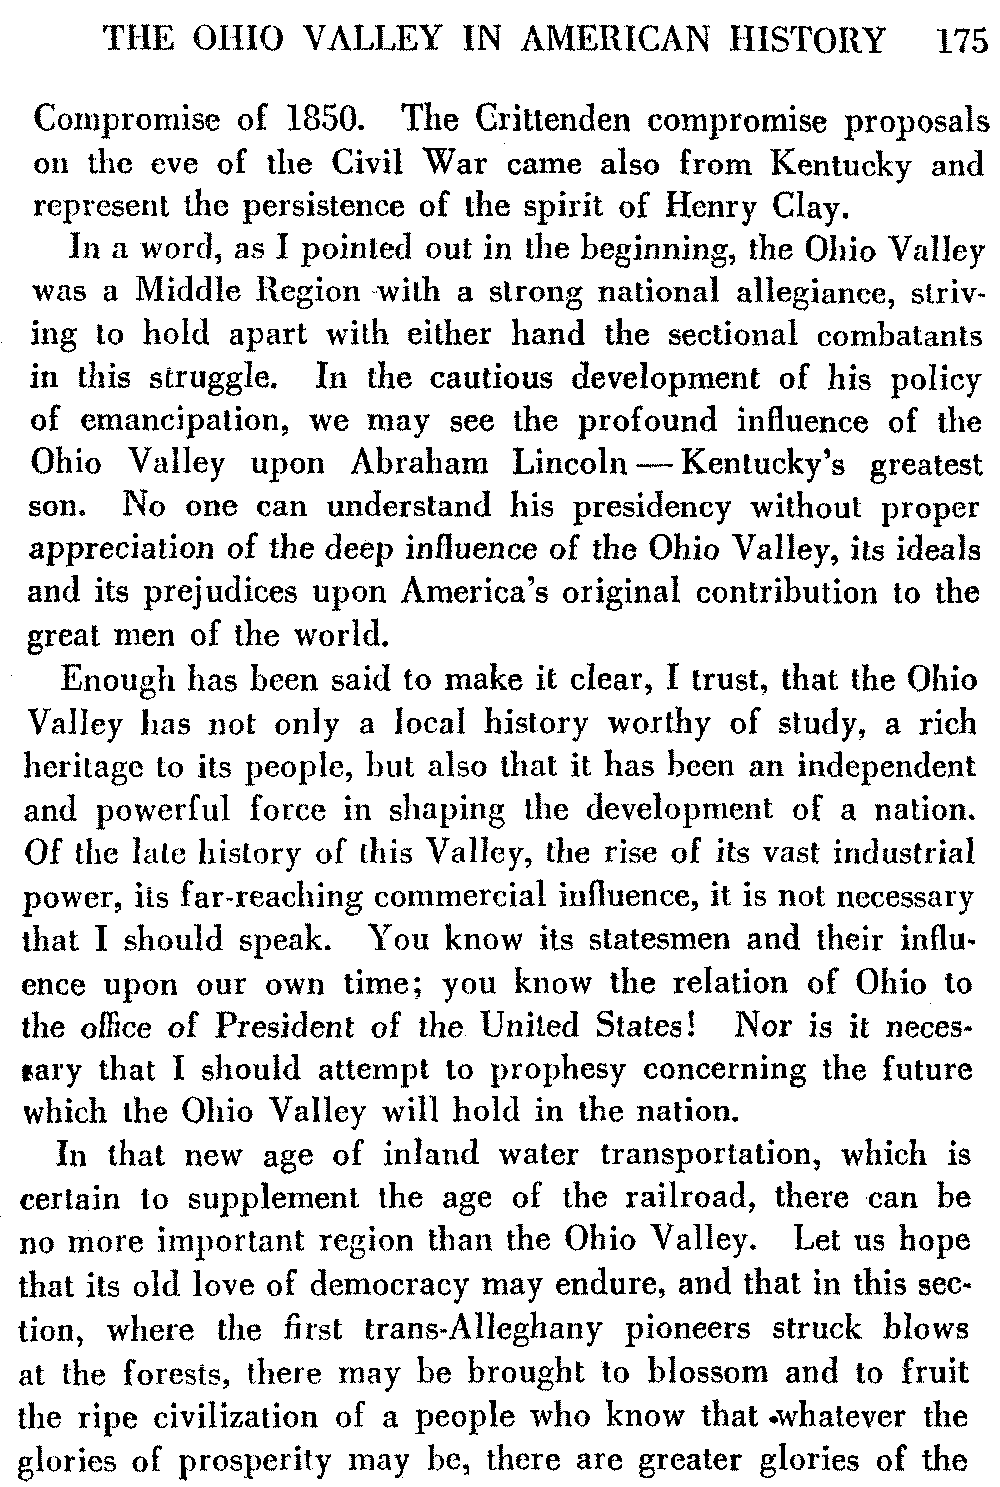 THE OHIO VALLEY IN AMERICAN HISTORY 175
Compromise of 1850. The Crittenden compromise proposals
on the eve of the Civil War came also from Kentucky and
represent the persistence of the spirit of Henry Clay.
In a word, as I pointed out in the beginning, the Ohio Valley
was a Middle Region with a strong national allegiance, striv-
ing to hold apart with either hand the sectional combatants
in this struggle. In the cautious development of his policy
of emancipation, we may see the profound influence of the
Ohio Valley upon Abraham Lincoln — Kentucky's greatest
son. No one can understand his presidency without proper
appreciation of the deep influence of the Ohio Valley, its ideals
and its prejudices upon America's original contribution to the
great men of the world.
Enough has been said to make it clear, I trust, that the Ohio
Valley has not only a local history worthy of study, a rich
heritage to its people, but also that it has been an independent
and powerful force in shaping the development of a nation.
Of the late history of this Valley, the rise of its vast industrial
power, its far-reaching commercial influence, it is not necessary
that I should speak. You know its statesmen and their influ-
ence upon our own time; you know the relation of Ohio to
the office of President of the United States! Nor is it neces-
sary that I should attempt to prophesy concerning the future
which the Ohio Valley will hold in the nation.
In that new age of inland water transportation, which is
certain to supplement the age of the railroad, there can be
no more important region than the Ohio Valley. Let us hope
that its old love of democracy may endure, and that in this sec-
tion, where the first trans-Alleghany pioneers struck blows
at the forests, there may be brought to blossom and to fruit
the ripe civilization of a people who know that whatever the
glories of prosperity may be, there are greater glories of the